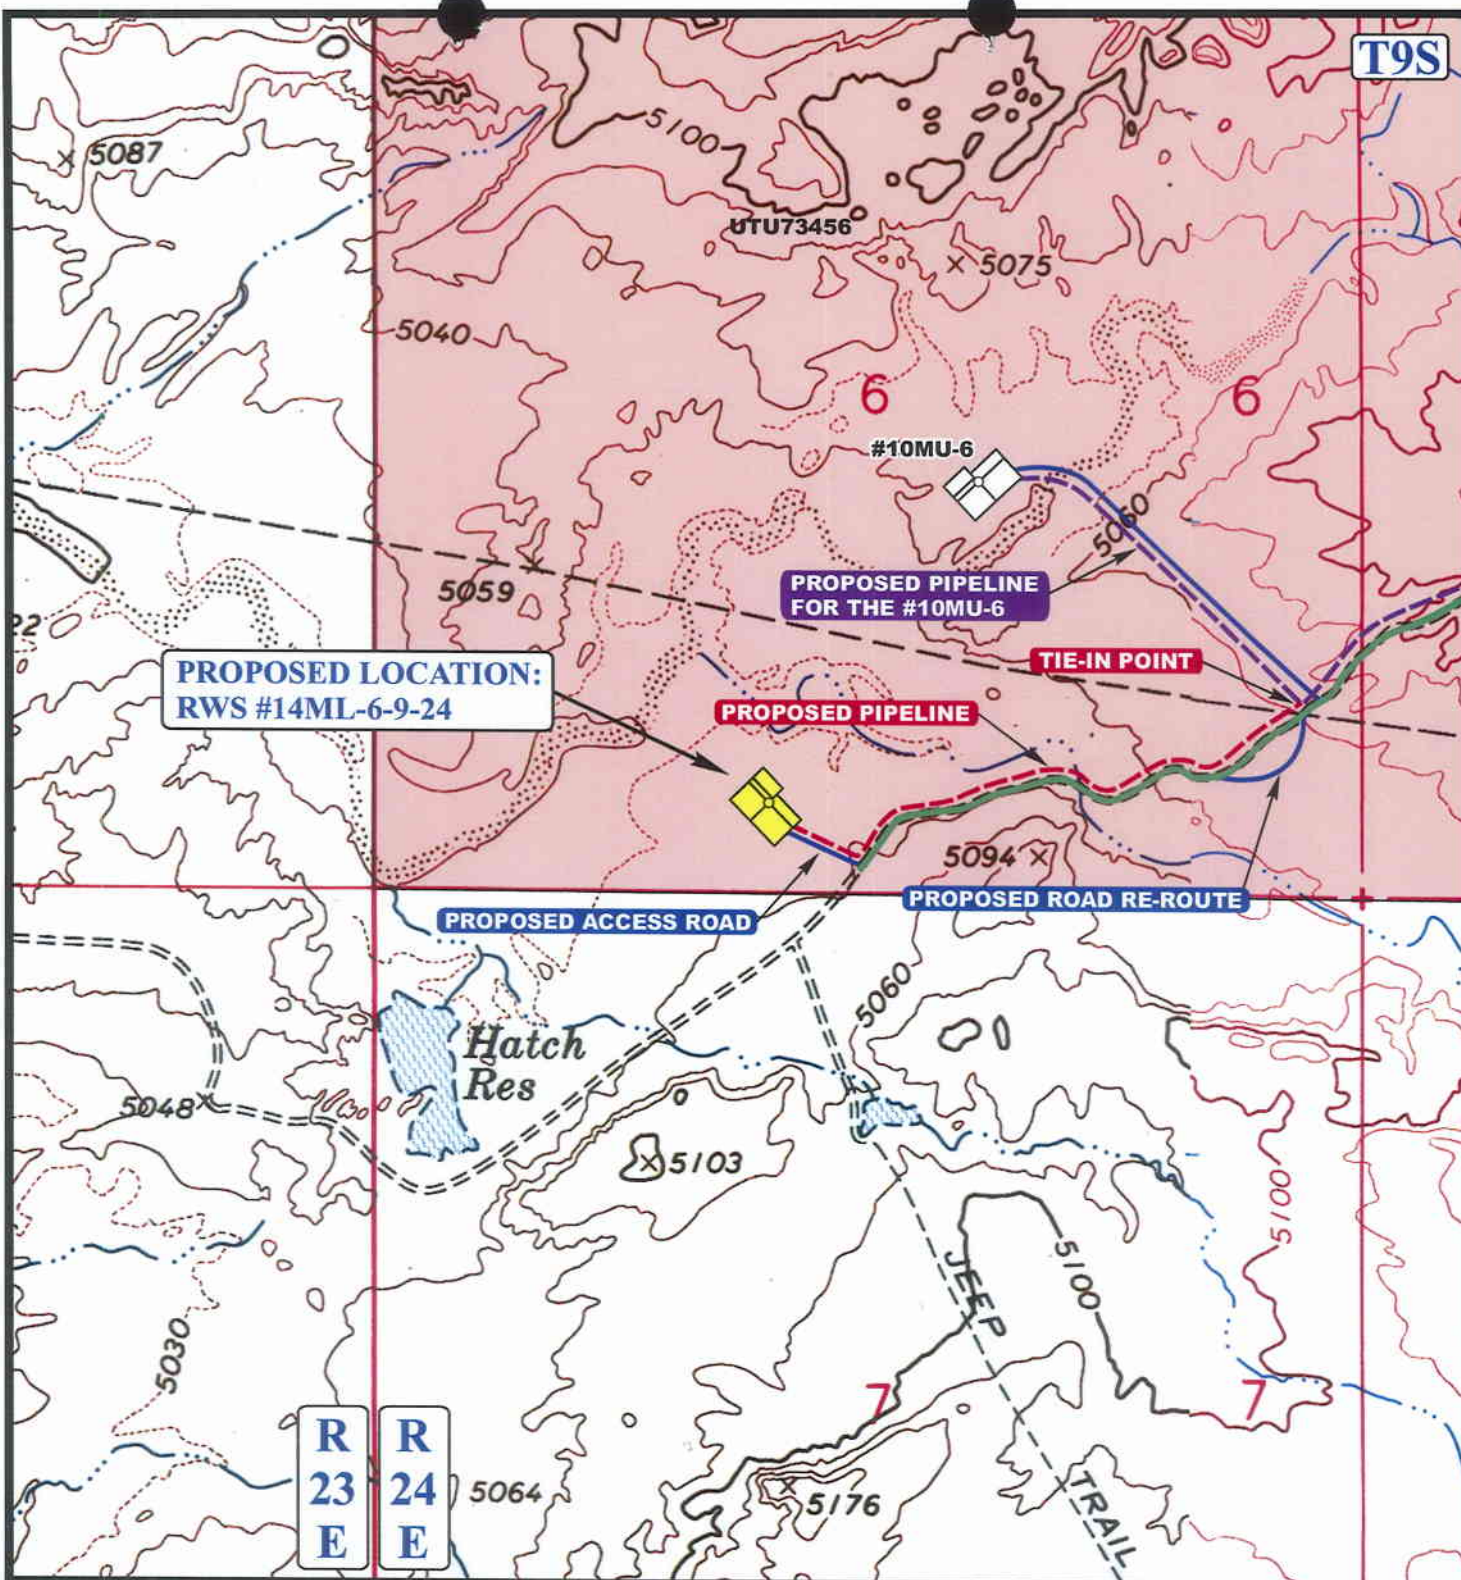 T9S
5087
5100
UTU73456
5075
5040
6
6
#10MU-6
5060
5059
PROPOSED PIPELINE
FOR THE #10MU-6
22
TIE-IN POINT
PROPOSED LOCATION:
RWS #14ML-6-9-24
PROPOSED PIPELINE
5094
PROPOSED ROAD RE-ROUTE
PROPOSED ACCESS ROAD
5060
Hatch
Res
5048
5103
5100
5100
JEEP
5030
7
7
R
23
E
R
24
E
5064
5176
TRAIL